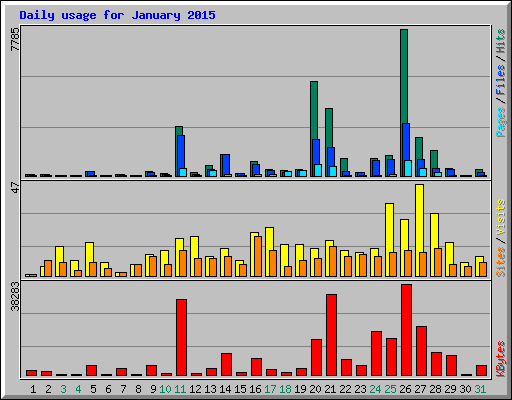 Daily usage for January 2015
7785
47
38283
Pages / Files / Hits
Sites / Visits
KBytes
1 2 3 4 5 6 7 8 9 10 11 12 13 14 15 16 17 18 19 20 21 22 23 24 25 26 27 28 29 30 31